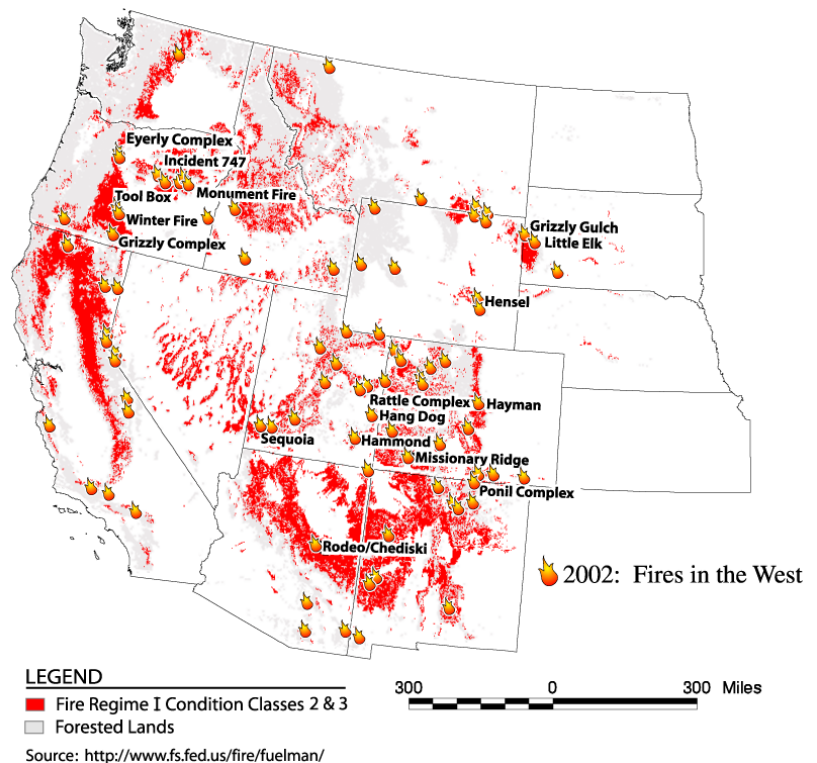 Eyerly Complex
Incident 747
Tool Box
Monument Fire
Winter Fire
Grizzly Complex
Grizzly Gulch
Little Elk
Hensel
Rattle Complex
Hayman
Hang Dog
Sequoia
Hammond
Missionary Ridge
Ponil Complex
Rodeo/Chediski
2002: Fires in the West
LEGEND
Fire Regime I Condition Classes 2 & 3
Forested Lands
300 0 300 Miles
Source: http://www.fs.fed.us/fire/fuelman/